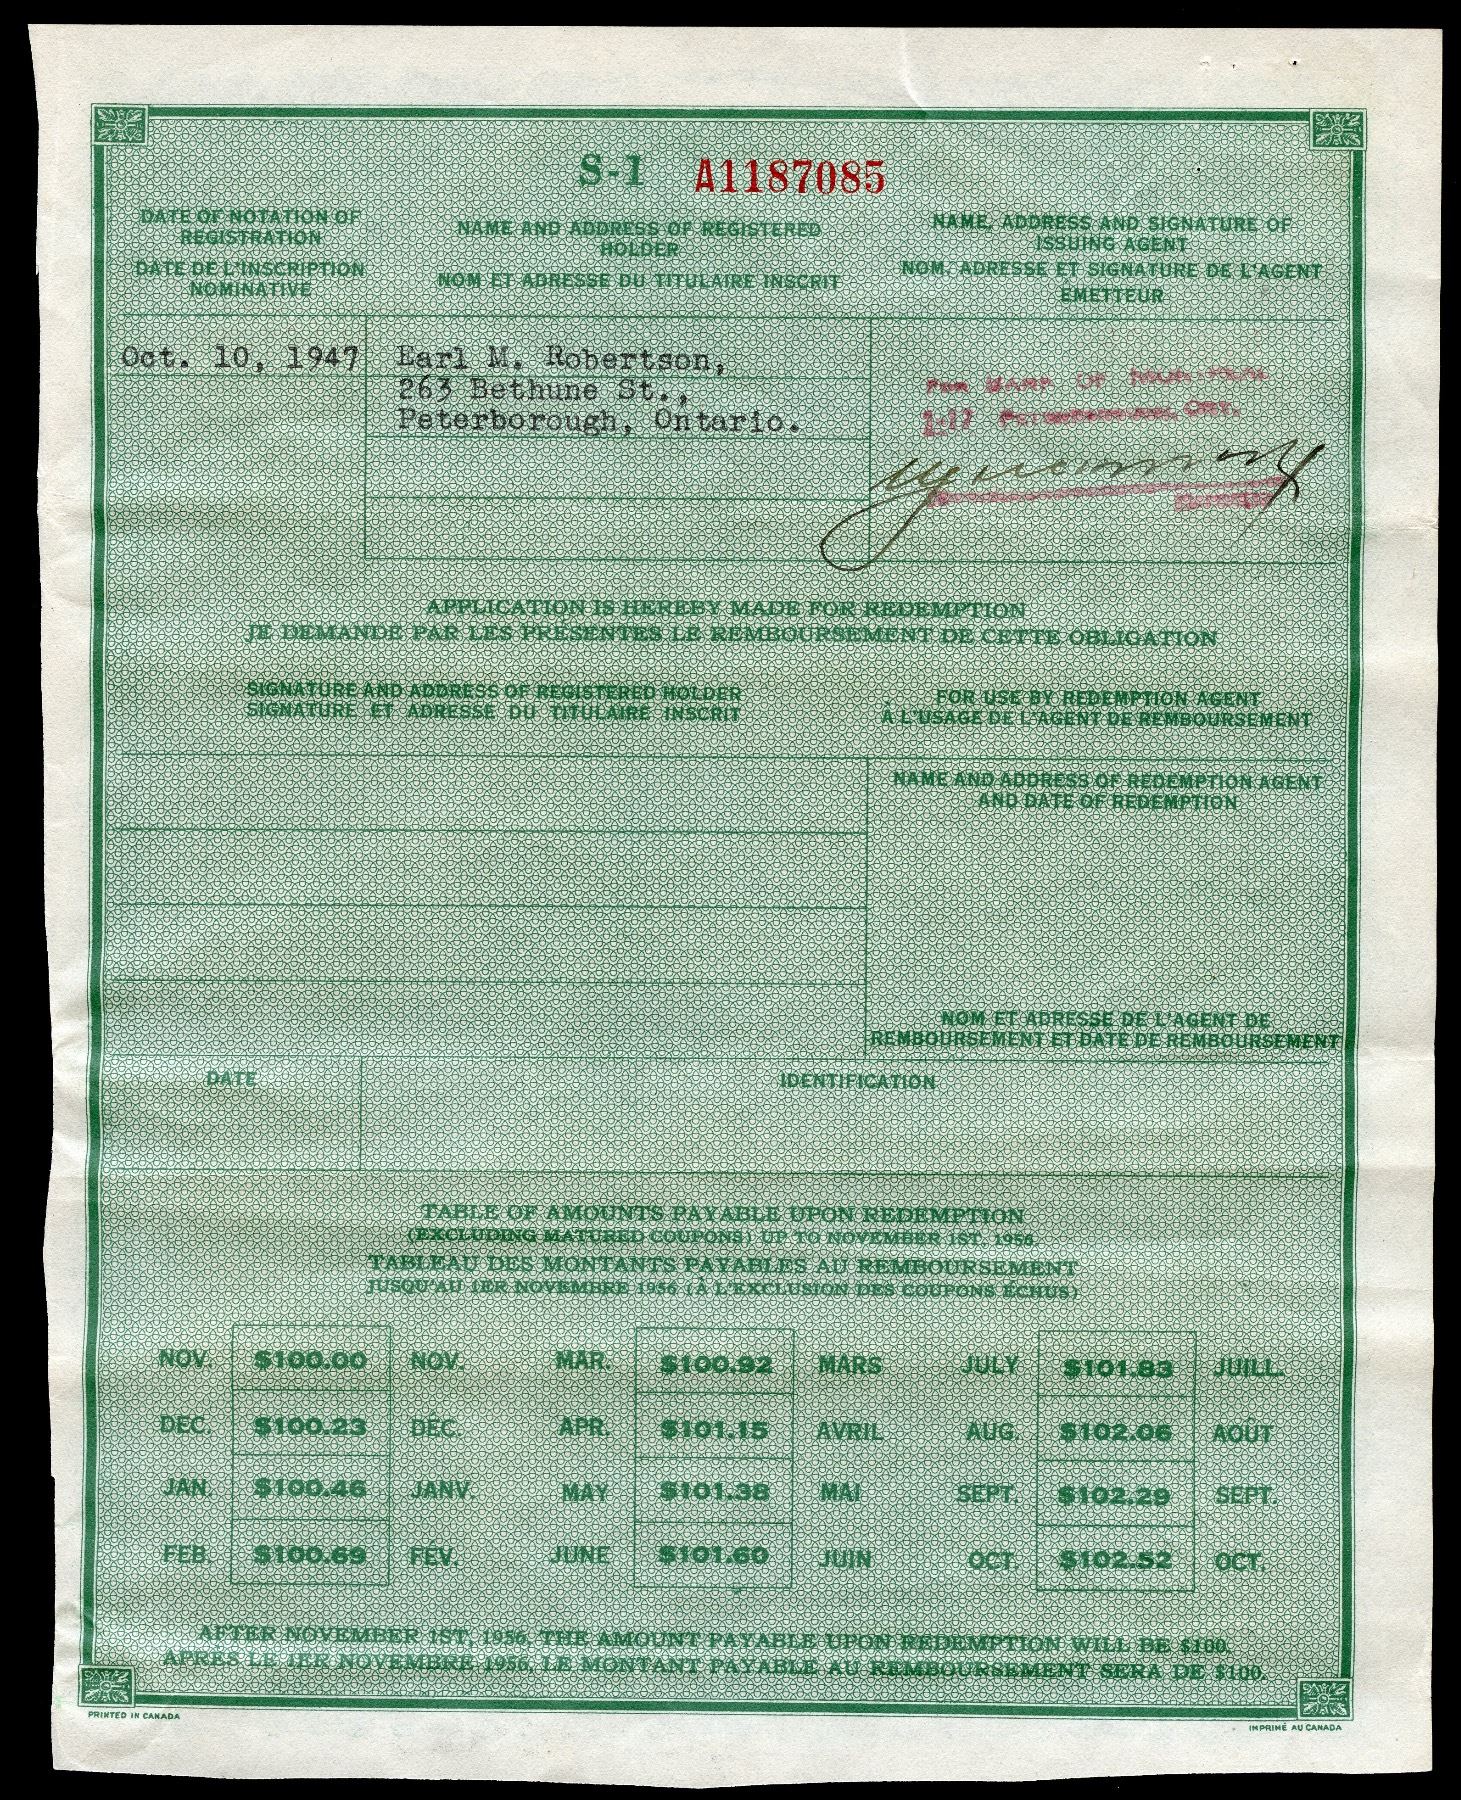 S-1 A1187085
DATE OF NOTATION OF
REGISTRATION
DATE DE L'INSCRIPTION
NOMINATIVE
NAME AND ADDRESS OF REGISTERED
HOLDER
NOM ET ADRESSE DU TITULAIRE INSCRIT
NAME, ADDRESS AND SIGNATURE OF
ISSUING AGENT
NOM, ADRESSE ET SIGNATURE DE L'AGENT
ÉMETTEUR
Oct. 10, 1947
Earl M. Robertson,
263 Bethune St.,
Peterborough, Ontario.
FOR BANK OF MONTREAL
PETERBOROUGH, ONT.
APPLICATION IS HEREBY MADE FOR REDEMPTION
JE DEMANDE PAR LES PRÉSENTES LE REMBOURSEMENT DE CETTE OBLIGATION
SIGNATURE AND ADDRESS OF REGISTERED HOLDER
SIGNATURE ET ADRESSE DU TITULAIRE INSCRIT
FOR USE BY REDEMPTION AGENT
À L'USAGE DE L'AGENT DE REMBOURSEMENT
NAME AND ADDRESS OF REDEMPTION AGENT
AND DATE OF REDEMPTION
NOM ET ADRESSE DE L'AGENT DE
REMBOURSEMENT ET DATE DE REMBOURSEMENT
DATE IDENTIFICATION
TABLE OF AMOUNTS PAYABLE UPON REDEMPTION
(EXCLUDING MATURED COUPONS) UP TO NOVEMBER 1ST, 1956.
TABLEAU DES MONTANTS PAYABLES AU REMBOURSEMENT
JUSQU'AU 1ER NOVEMBRE 1956 (À L'EXCLUSION DES COUPONS ÉCHUS)
NOV. $100.00 NOV. MAR. $100.92 MARS JULY $101.83 JUILL.
DEC. $100.23 DÉC. APR. $101.15 AVRIL AUG. $102.06 AOÛT
JAN. $100.46 JANV. MAY $101.38 MAI SEPT. $102.29 SEPT.
FEB. $100.69 FÉV. JUNE $101.60 JUIN OCT. $102.52 OCT.
AFTER NOVEMBER 1ST, 1956, THE AMOUNT PAYABLE UPON REDEMPTION WILL BE $100.
APRÈS LE 1ER NOVEMBRE 1956, LE MONTANT PAYABLE AU REMBOURSEMENT SERA DE $100.
PRINTED IN CANADA
IMPRIMÉ AU CANADA